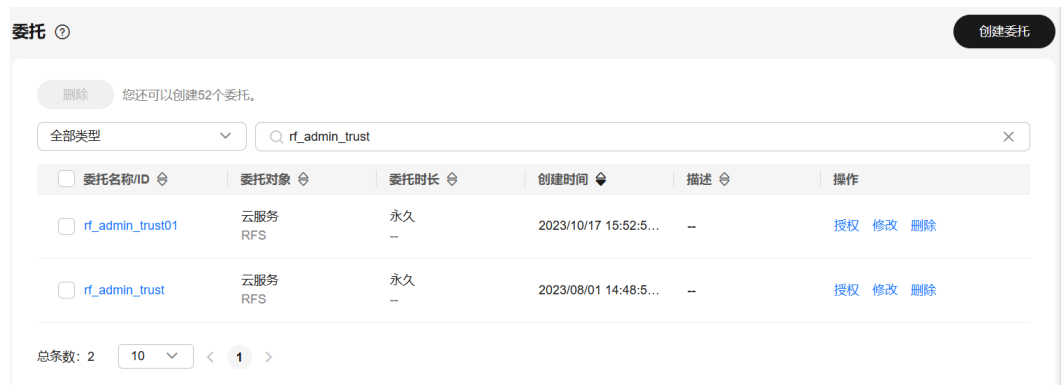 委托 ?
创建委托
删除 您还可以创建52个委托。
全部类型 rf_admin_trust
委托名称/ID 委托对象 委托时长 创建时间 描述 操作
rf_admin_trust01 云服务 永久 2023/10/17 15:52:5... -- 授权 修改 删除
RFS --
rf_admin_trust 云服务 永久 2023/08/01 14:48:5... -- 授权 修改 删除
RFS --
总条数：2 10 < 1 >